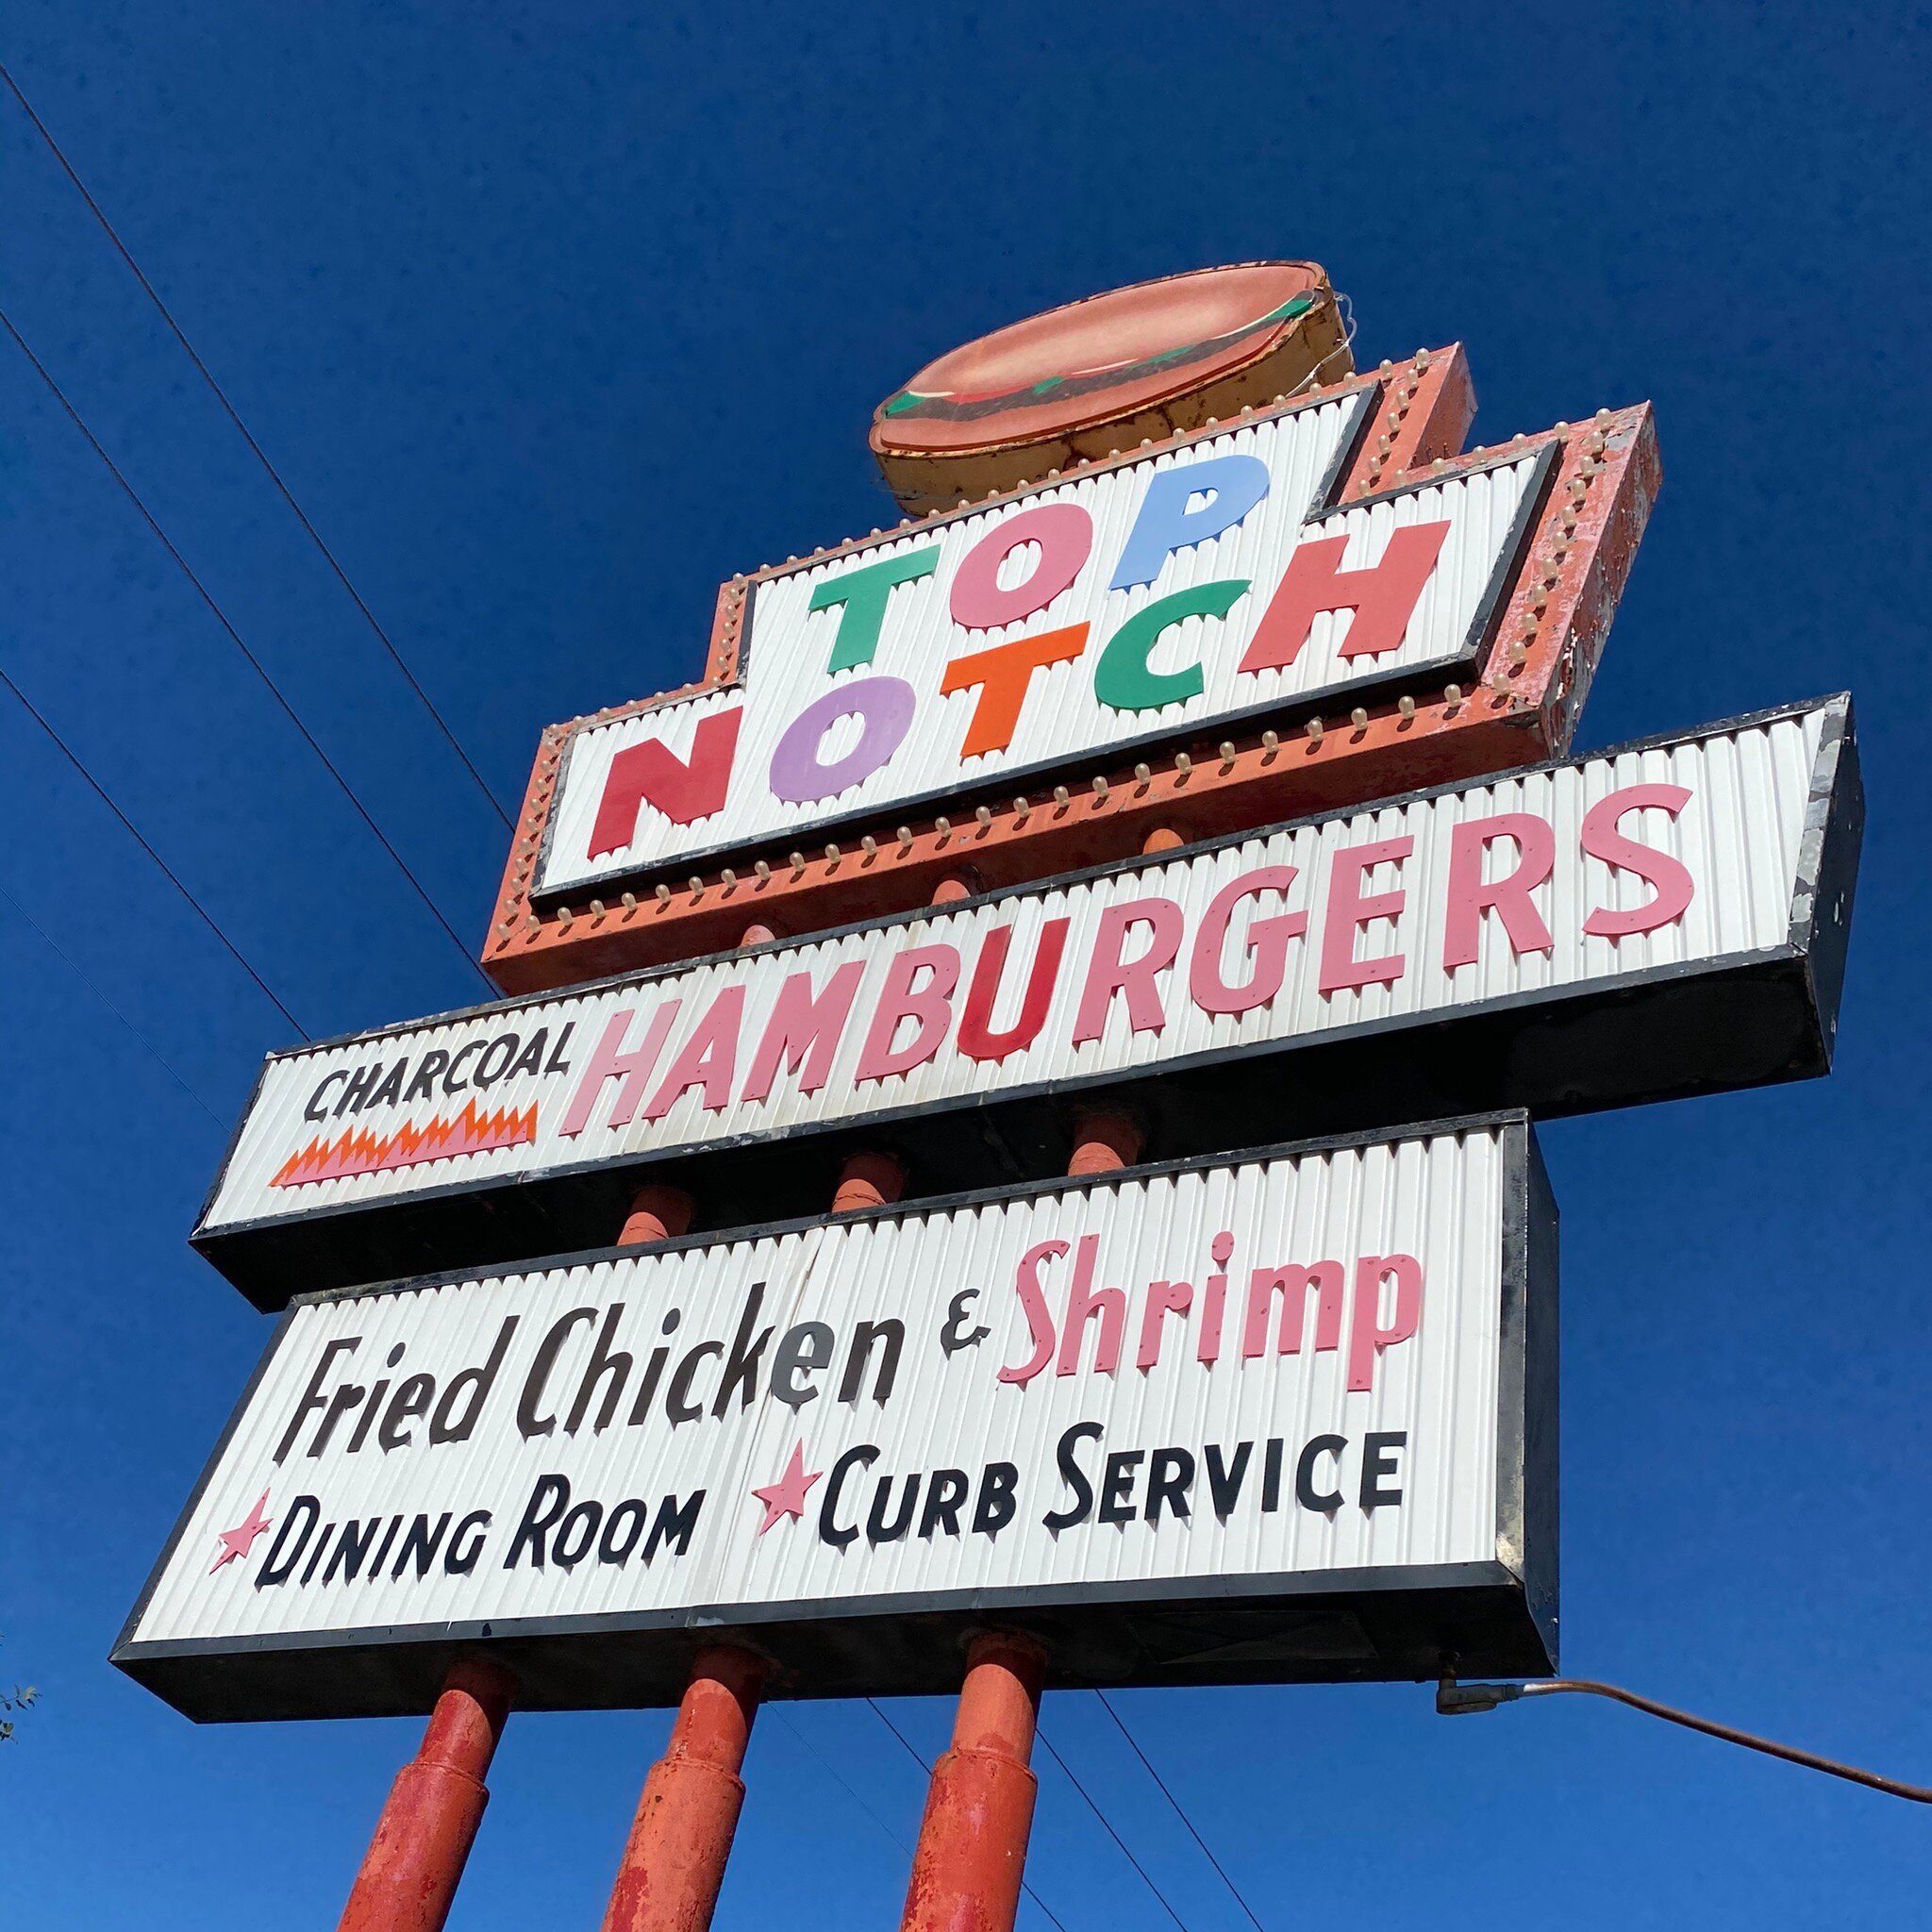 TOP
NOTCH
CHARCOAL HAMBURGERS
Fried Chicken & Shrimp
★ DINING ROOM ★ CURB SERVICE